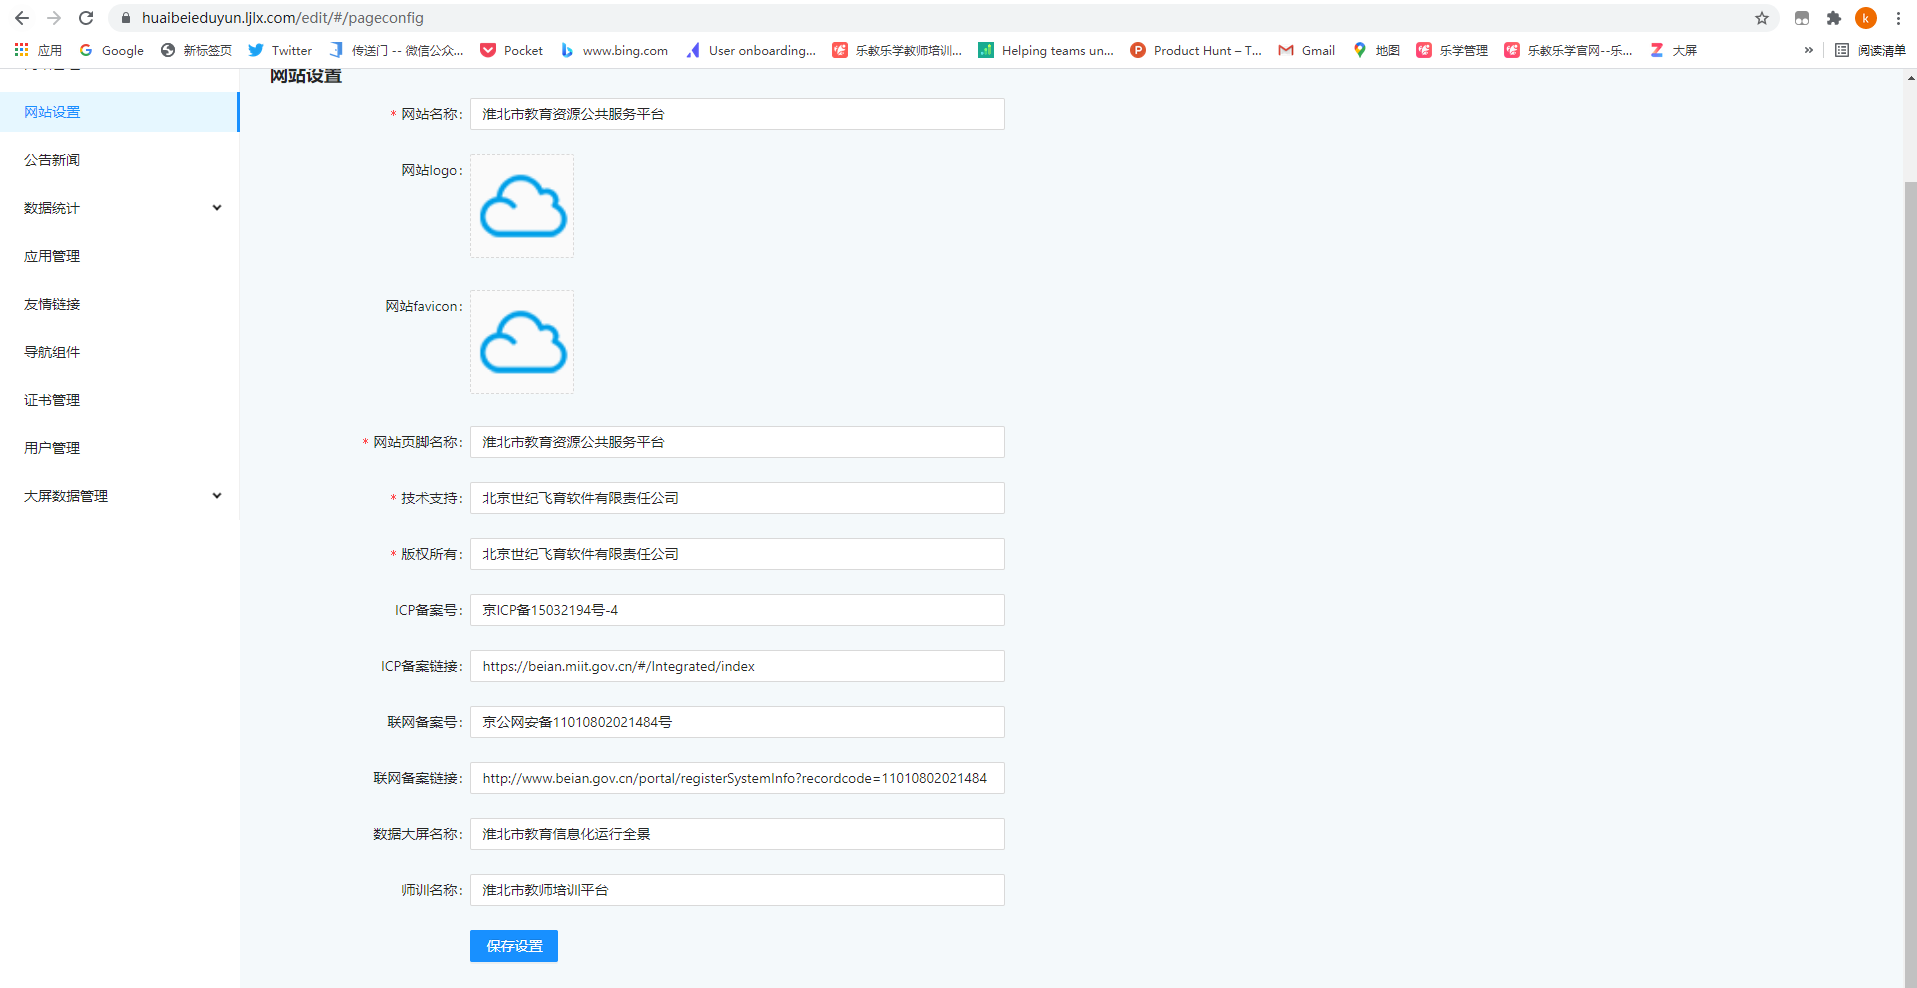 huaibeieduyun.ljlx.com/edit/#/pageconfig
k
应用 Google 新标签页 Twitter 传送门 -- 微信公众... Pocket www.bing.com User onboarding... 乐教乐学教师培训... Helping teams un... Product Hunt – T... Gmail 地图 乐学管理 乐教乐学官网--乐... 大屏 » 阅读清单
网站设置
公告新闻
数据统计
应用管理
友情链接
导航组件
证书管理
用户管理
大屏数据管理
网站设置
* 网站名称: 淮北市教育资源公共服务平台
网站logo:
网站favicon:
* 网站页脚名称: 淮北市教育资源公共服务平台
* 技术支持: 北京世纪飞育软件有限责任公司
* 版权所有: 北京世纪飞育软件有限责任公司
ICP备案号: 京ICP备15032194号-4
ICP备案链接: https://beian.miit.gov.cn/#/Integrated/index
联网备案号: 京公网安备11010802021484号
联网备案链接: http://www.beian.gov.cn/portal/registerSystemInfo?recordcode=11010802021484
数据大屏名称: 淮北市教育信息化运行全景
师训名称: 淮北市教师培训平台
保存设置